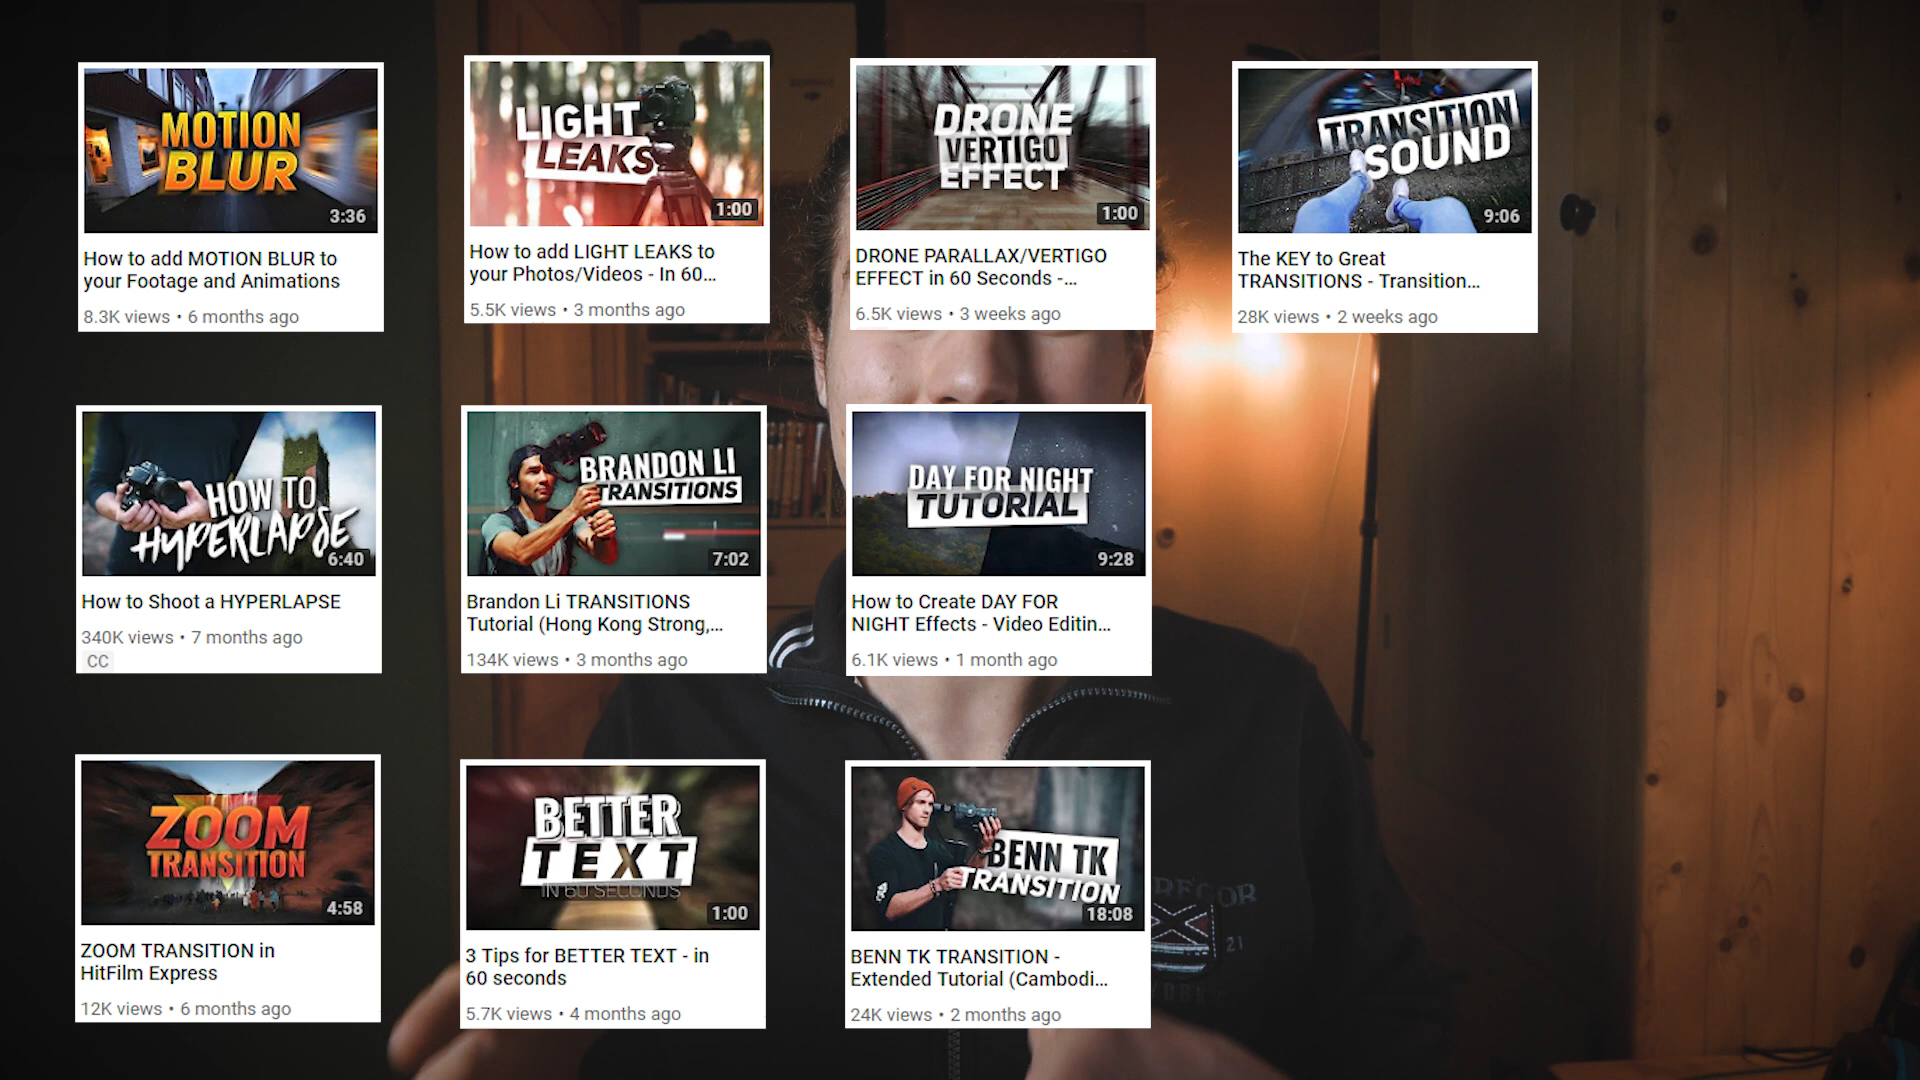 MOTION
BLUR
3:36
How to add MOTION BLUR to
your Footage and Animations
8.3K views • 6 months ago
LIGHT
LEAKS
1:00
How to add LIGHT LEAKS to
your Photos/Videos - In 60...
5.5K views • 3 months ago
DRONE
VERTIGO
EFFECT
1:00
DRONE PARALLAX/VERTIGO
EFFECT in 60 Seconds -...
6.5K views • 3 weeks ago
TRANSITION
SOUND
9:06
The KEY to Great
TRANSITIONS - Transition...
28K views • 2 weeks ago
HOW TO
HYPERLAPSE
6:40
How to Shoot a HYPERLAPSE
340K views • 7 months ago
CC
BRANDON LI
TRANSITIONS
7:02
Brandon Li TRANSITIONS
Tutorial (Hong Kong Strong,...
134K views • 3 months ago
DAY FOR NIGHT
TUTORIAL
9:28
How to Create DAY FOR
NIGHT Effects - Video Editin...
6.1K views • 1 month ago
ZOOM
TRANSITION
4:58
ZOOM TRANSITION in
HitFilm Express
12K views • 6 months ago
BETTER
TEXT
IN 60 SECONDS
1:00
3 Tips for BETTER TEXT - in
60 seconds
5.7K views • 4 months ago
BENN TK
TRANSITION
18:08
BENN TK TRANSITION -
Extended Tutorial (Cambodi...
24K views • 2 months ago
21